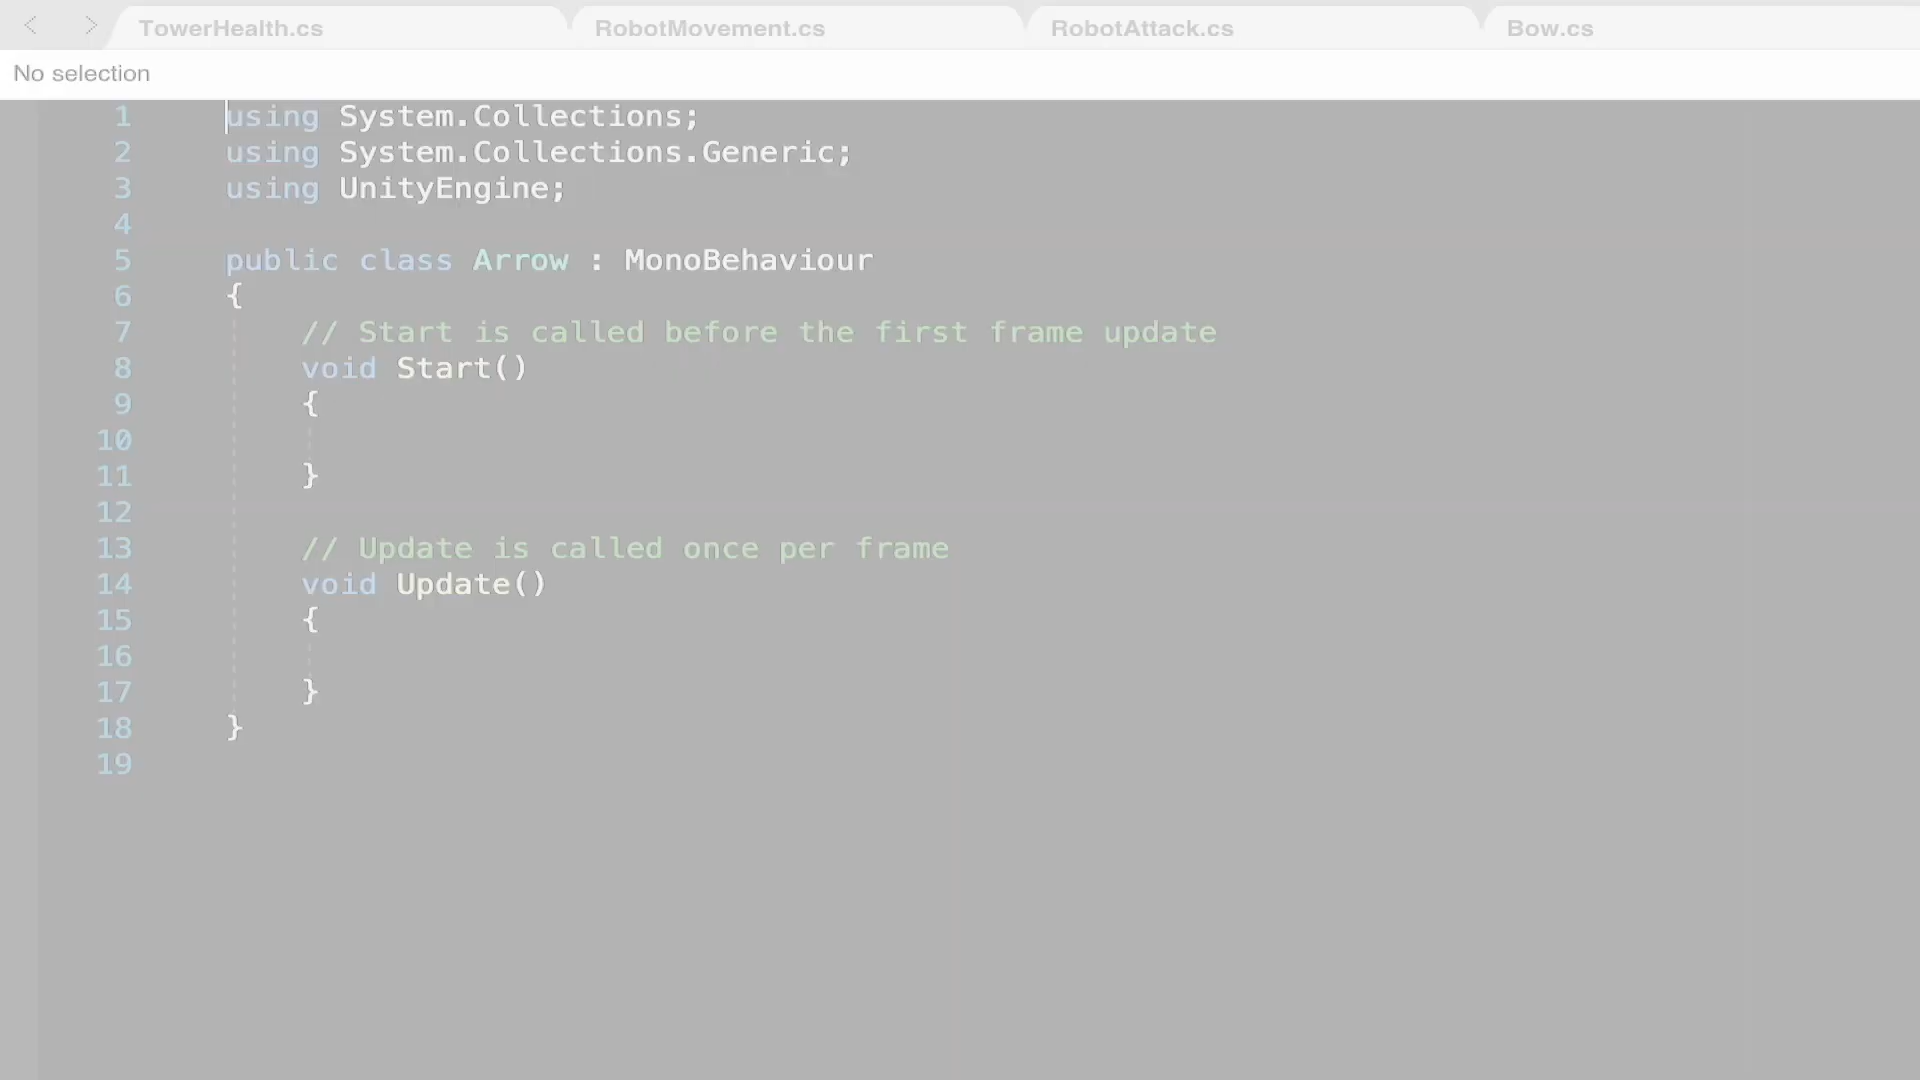 TowerHealth.cs
RobotMovement.cs
RobotAttack.cs
Bow.cs
No selection
1 using System.Collections;
2 using System.Collections.Generic;
3 using UnityEngine;
4
5 public class Arrow : MonoBehaviour
6 {
7 // Start is called before the first frame update
8 void Start()
9 {
10
11 }
12
13 // Update is called once per frame
14 void Update()
15 {
16
17 }
18 }
19